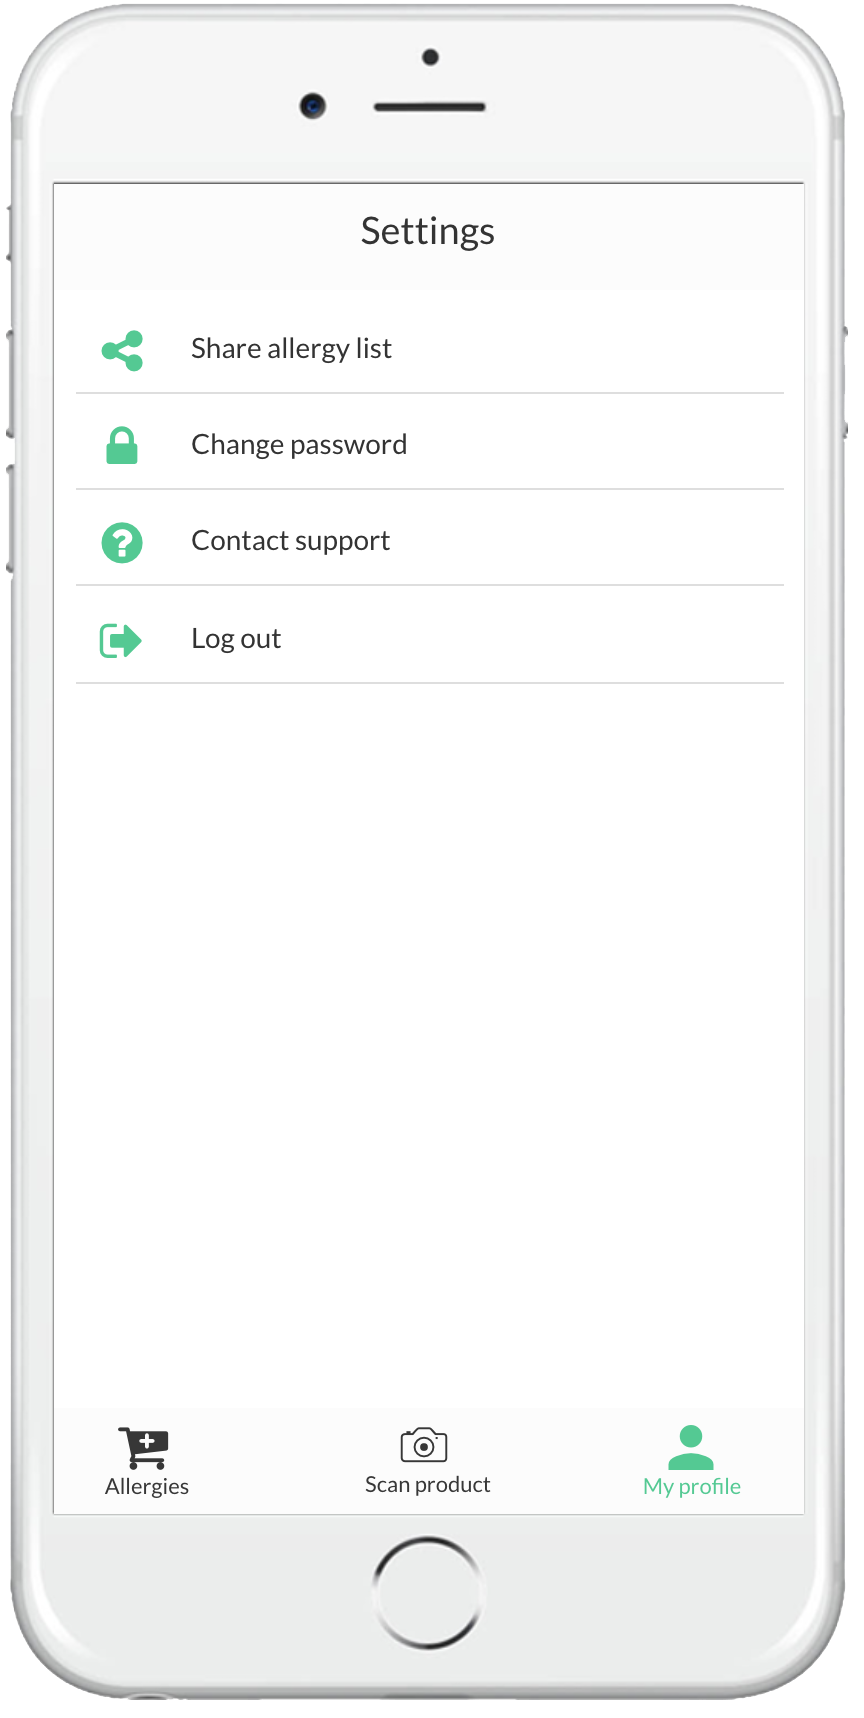 Settings
Share allergy list
Change password
Contact support
Log out
Allergies
Scan product
My profile